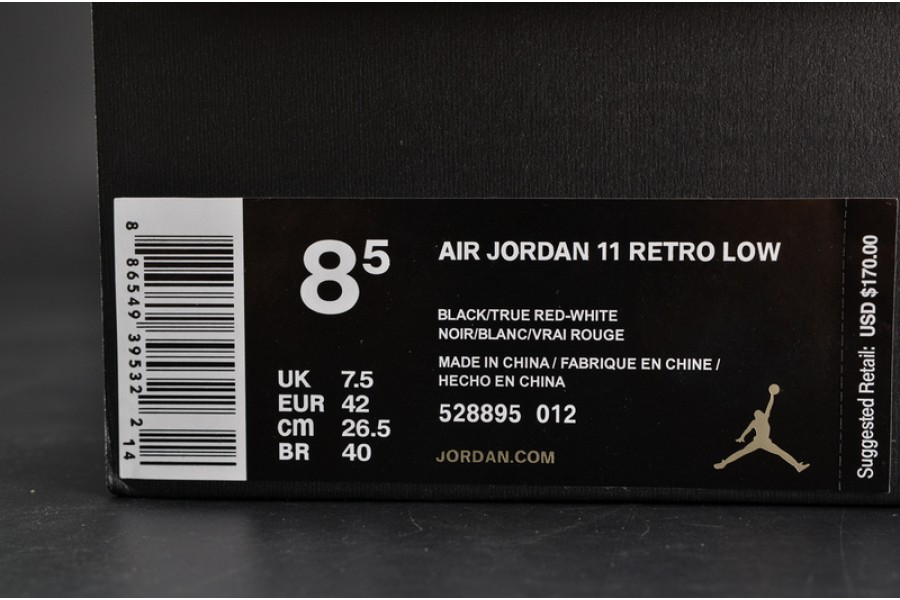 8
86549 39532 2 14
8 5
AIR JORDAN 11 RETRO LOW
BLACK/TRUE RED-WHITE
NOIR/BLANC/VRAI ROUGE
MADE IN CHINA / FABRIQUE EN CHINE /
HECHO EN CHINA
528895 012
UK 7.5
EUR 42
cm 26.5
BR 40
JORDAN.COM
Suggested Retail: USD $170.00